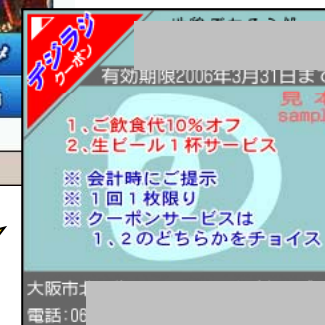 デジラジ
クーポン
有効期限2006年3月31日まで
見本
sample
1、ご飲食代10%オフ
2、生ビール1杯サービス
※ 会計時にご提示
※ 1回1枚限り
※ クーポンサービスは
1、2のどちらかをチョイス
大阪市北
電話:06